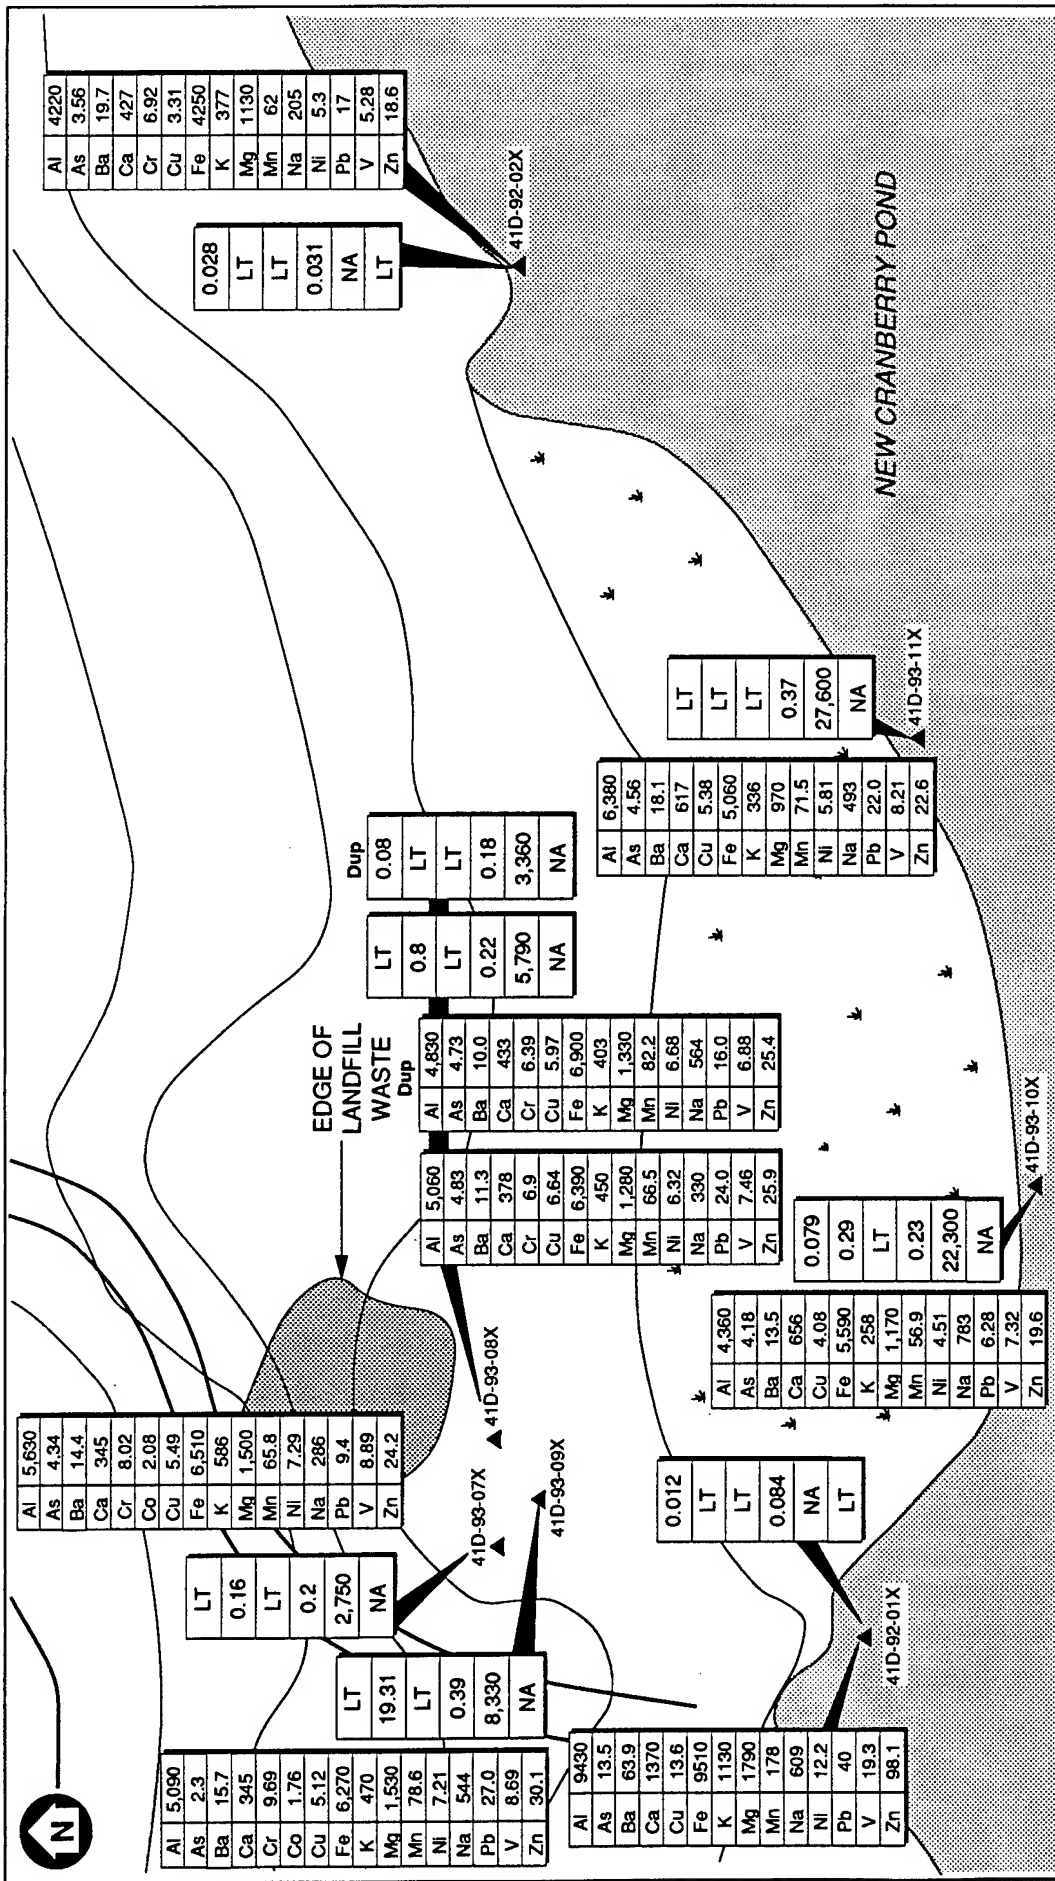 N
Al 5,090
As 2.3
Ba 15.7
Ca 345
Cr 9.69
Co 1.76
Cu 5.12
Fe 6,270
K 470
Mg 1,530
Mn 78.6
Ni 7.21
Na 544
Pb 27.0
V 8.69
Zn 30.1
LT
0.16
LT
0.2
2,750
NA
Al 5,630
As 4.34
Ba 14.4
Ca 345
Cr 8.02
Co 2.08
Cu 5.49
Fe 6,510
K 586
Mg 1,500
Mn 65.8
Ni 7.29
Na 286
Pb 9.4
V 8.89
Zn 24.2
EDGE OF
LANDFILL
WASTE
0.028
LT
LT
0.031
NA
LT
Al 4220
As 3.56
Ba 19.7
Ca 427
Cr 6.92
Cu 3.31
Fe 4250
K 377
Mg 1130
Mn 62
Na 205
Ni 5.3
Pb 17
V 5.28
Zn 18.6
41D-92-02X
LT
19.31
LT
0.39
8,330
NA
41D-93-07X
41D-93-08X
41D-93-09X
Al 5,060
As 4.83
Ba 11.3
Ca 378
Cr 6.9
Cu 6.64
Fe 6,390
K 450
Mg 1,280
Mn 66.5
Ni 6.32
Na 330
Pb 24.0
V 7.46
Zn 25.9
Dup
Al 4,830
As 4.73
Ba 10.0
Ca 433
Cr 6.39
Cu 5.97
Fe 6,900
K 403
Mg 1,330
Mn 82.2
Ni 6.68
Na 564
Pb 16.0
V 6.88
Zn 25.4
LT
0.8
LT
0.22
5,790
NA
Dup
0.08
LT
LT
0.18
3,360
NA
Al 9430
As 13.5
Ba 63.9
Ca 1370
Cu 13.6
Fe 9510
K 1130
Mg 1790
Mn 178
Na 609
Ni 12.2
Pb 40
V 19.3
Zn 98.1
0.012
LT
LT
0.084
NA
LT
41D-92-01X
Al 4,360
As 4.18
Ba 13.5
Ca 656
Cu 4.08
Fe 5,590
K 258
Mg 1,170
Mn 56.9
Ni 4.51
Na 783
Pb 6.28
V 7.32
Zn 19.6
0.079
0.29
LT
0.23
22,300
NA
41D-93-10X
Al 6,380
As 4.56
Ba 18.1
Ca 617
Cu 5.38
Fe 5,060
K 336
Mg 970
Mn 71.5
Ni 5.81
Na 493
Pb 22.0
V 8.21
Zn 22.6
LT
LT
LT
0.37
27,600
NA
41D-93-11X
NEW CRANBERRY POND